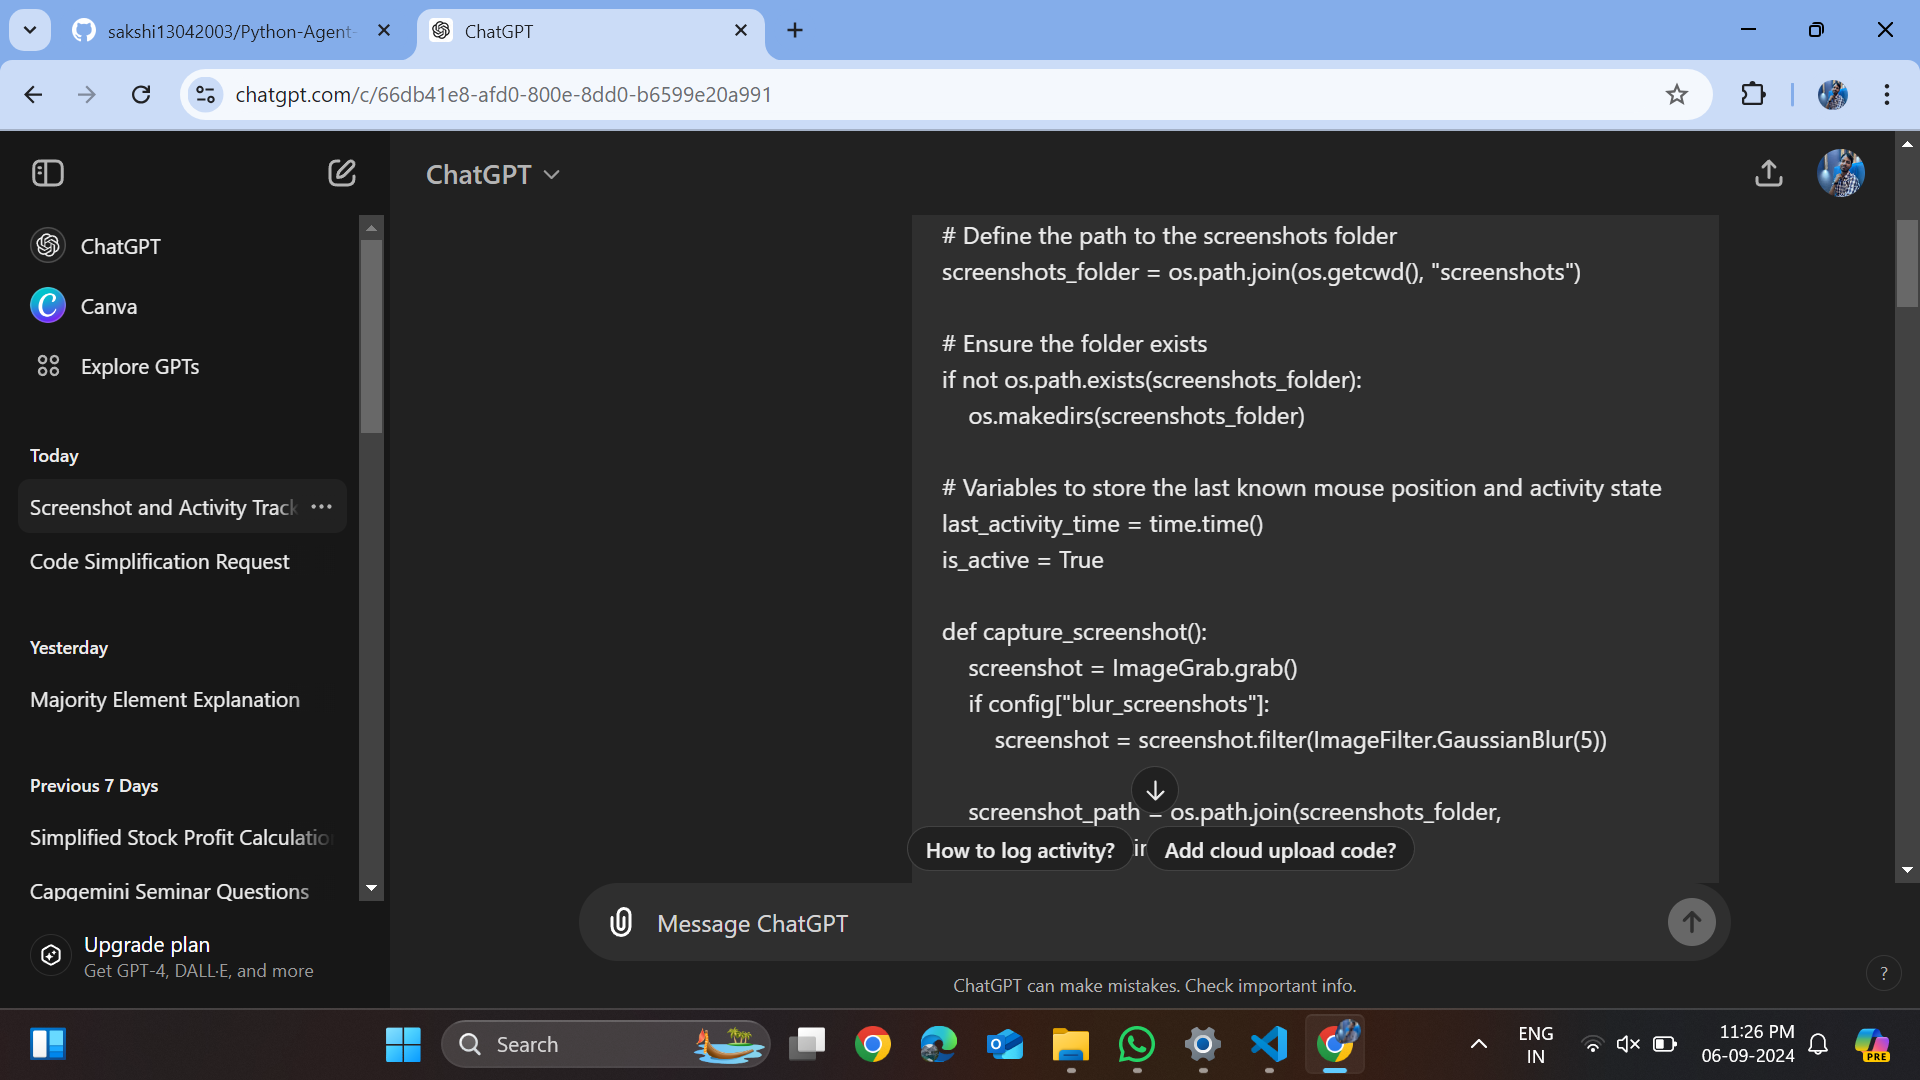 sakshi13042003/Python-Agent-
ChatGPT
chatgpt.com/c/66db41e8-afd0-800e-8dd0-b6599e20a991
ChatGPT
ChatGPT
Canva
Explore GPTs
Today
Screenshot and Activity Track
Code Simplification Request
Yesterday
Majority Element Explanation
Previous 7 Days
Simplified Stock Profit Calculatio
Capgemini Seminar Questions
Upgrade plan
Get GPT-4, DALL·E, and more
# Define the path to the screenshots folder
screenshots_folder = os.path.join(os.getcwd(), "screenshots")
# Ensure the folder exists
if not os.path.exists(screenshots_folder):
os.makedirs(screenshots_folder)
# Variables to store the last known mouse position and activity state
last_activity_time = time.time()
is_active = True
def capture_screenshot():
screenshot = ImageGrab.grab()
if config["blur_screenshots"]:
screenshot = screenshot.filter(ImageFilter.GaussianBlur(5))
screenshot_path = os.path.join(screenshots_folder,
How to log activity?
Add cloud upload code?
Message ChatGPT
ChatGPT can make mistakes. Check important info.
?
Search
ENG
IN
11:26 PM
06-09-2024
PRE